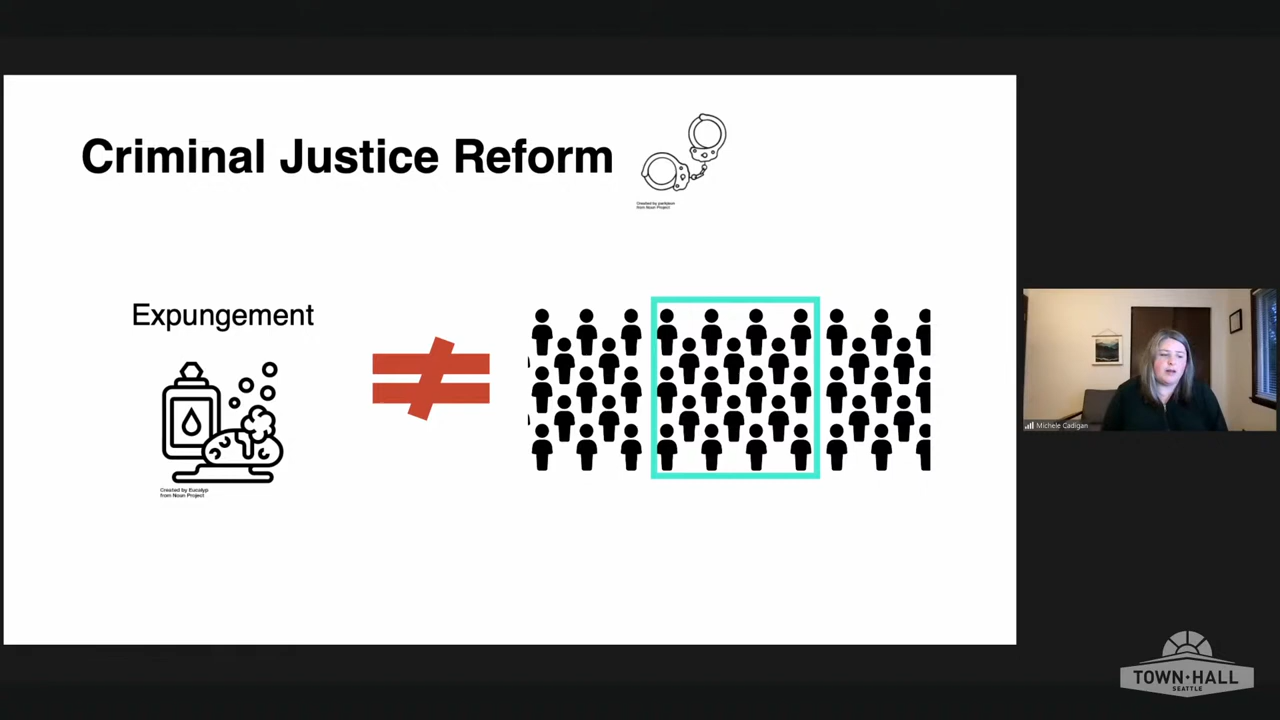 Criminal Justice Reform
Created by pantjoum
from Noun Project
Expungement
Created by Eucalyp
from Noun Project
Michele Cadigan
TOWN·HALL
SEATTLE